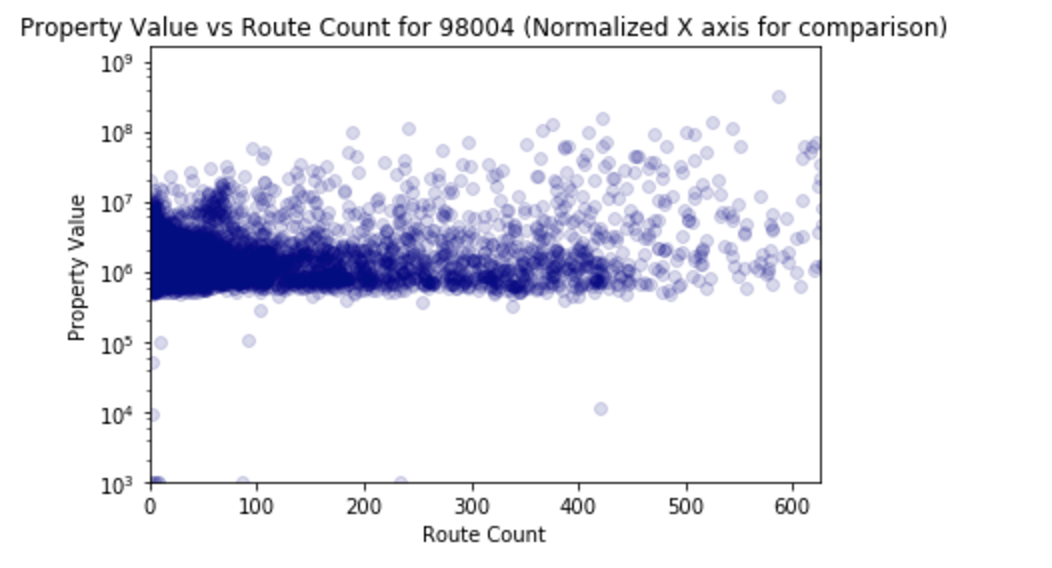 Property Value vs Route Count for 98004 (Normalized X axis for comparison)
10⁹
10⁸
10⁷
10⁶
10⁵
10⁴
10³
Property Value
0 100 200 300 400 500 600
Route Count